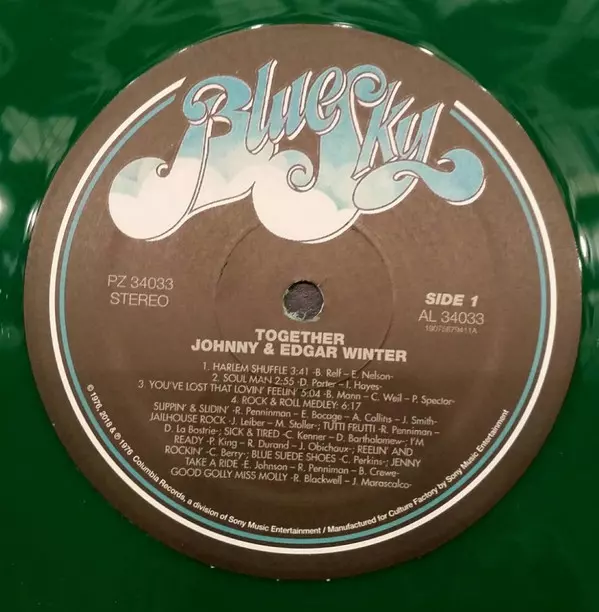 Blue Sky
PZ 34033
STEREO
SIDE 1
AL 34033
19075879411A
TOGETHER
JOHNNY & EDGAR WINTER
1. HARLEM SHUFFLE 3:41 -B. Relf – E. Nelson-
2. SOUL MAN 2:55 -D. Porter – I. Hayes-
3. YOU'VE LOST THAT LOVIN' FEELIN' 5:04 -B. Mann – C. Weil – P. Spector-
4. ROCK & ROLL MEDLEY: 6:17
SLIPPIN' & SLIDIN' - R. Penninman – E. Bocage – A. Collins – J. Smith-
JAILHOUSE ROCK - J. Leiber – M. Stoller-; TUTTI FRUTTI - R. Penniman –
D. La Bostrie-; SICK & TIRED - C. Kenner – D. Bartholomew-; I'M
READY - P. King – R. Durand – J. Obichaux-; REELIN' AND
ROCKIN' - C. Berry-; BLUE SUEDE SHOES - C. Perkins-; JENNY
TAKE A RIDE - E. Johnson – R. Penniman – B. Crewe-
GOOD GOLLY MISS MOLLY -R. Blackwell – J. Marascalco-
© 1976, 2018 & ℗ 1976 Columbia Records, a division of Sony Music Entertainment / Manufactured for Culture Factory by Sony Music Entertainment